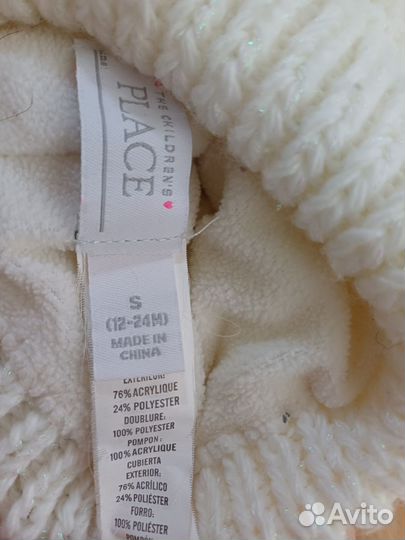 THE CHILDREN'S
PLACE
S
(12-24M)
MADE IN
CHINA
EXTÉRIEUR:
76% ACRYLIQUE
24% POLYESTER
DOUBLURE:
100% POLYESTER
POMPON:
100% ACRYLIQUE
CUBIERTA
EXTERIOR:
76% ACRÍLICO
24% POLIÉSTER
FORRO:
100% POLIÉSTER
Avito